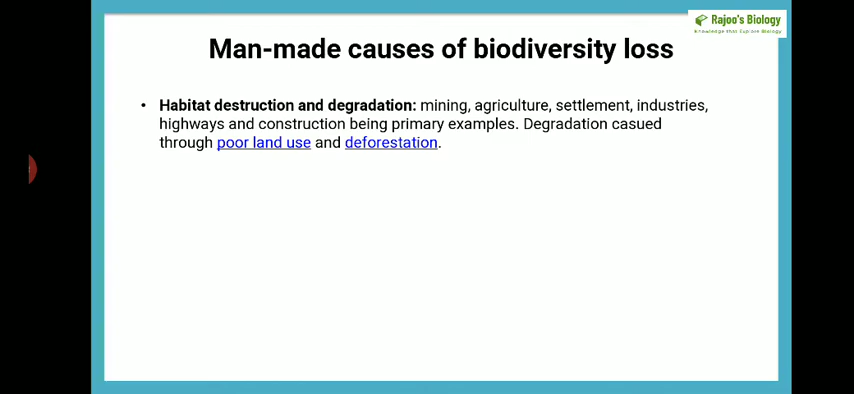 Rajoo's Biology
Knowledge that Explore Biology
Man-made causes of biodiversity loss
• Habitat destruction and degradation: mining, agriculture, settlement, industries,
highways and construction being primary examples. Degradation casued
through poor land use and deforestation.